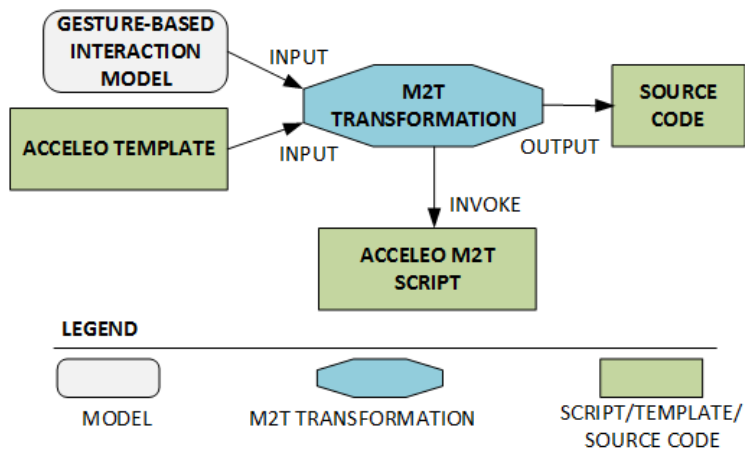 GESTURE-BASED
INTERACTION
MODEL
INPUT
M2T
TRANSFORMATION
SOURCE
CODE
ACCELEO TEMPLATE
INPUT
OUTPUT
INVOKE
ACCELEO M2T
SCRIPT
LEGEND
MODEL
M2T TRANSFORMATION
SCRIPT/TEMPLATE/
SOURCE CODE